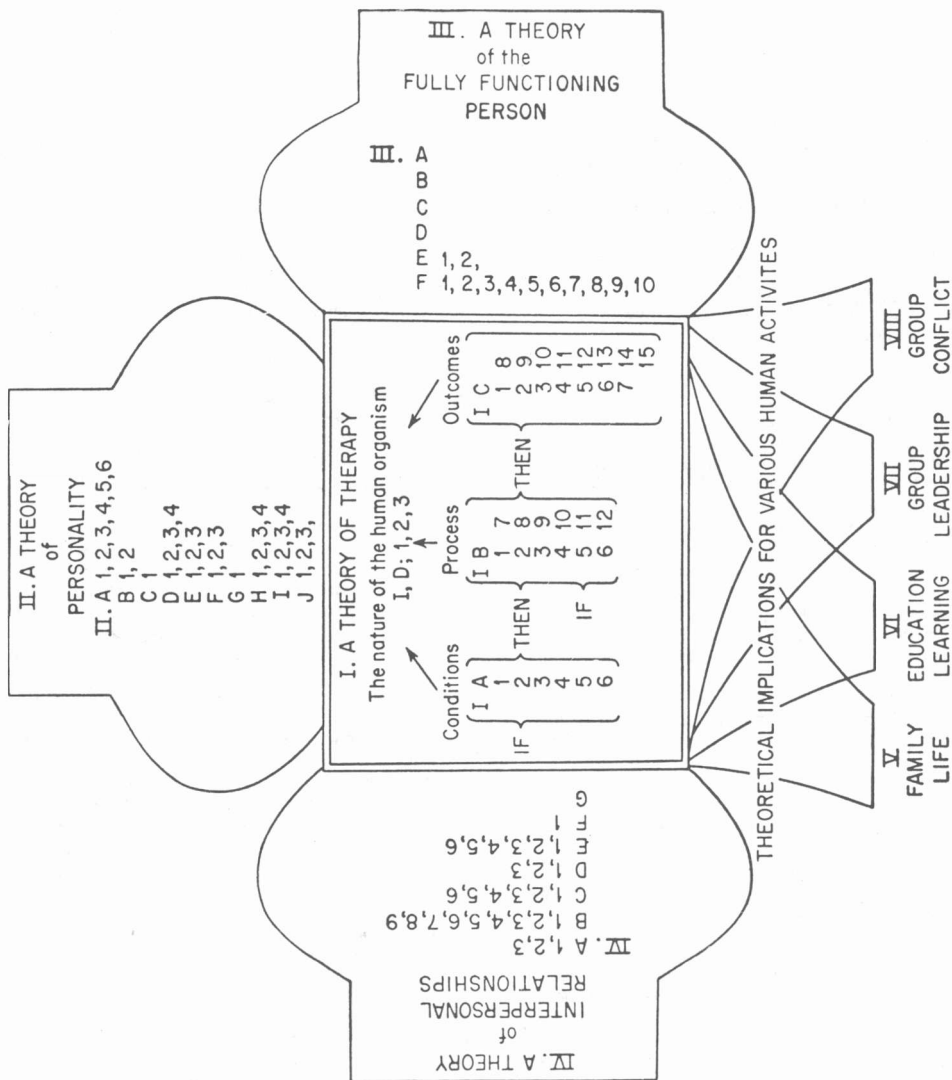 II. A THEORY
of
PERSONALITY
II. A 1, 2, 3, 4, 5, 6
B 1, 2
C 1
D 1, 2, 3, 4
E 1, 2, 3
F 1, 2, 3
G 1
H 1, 2, 3, 4
I 1, 2, 3, 4
J 1, 2, 3,
III. A THEORY
of the
FULLY FUNCTIONING
PERSON
III. A
B
C
D
E 1, 2,
F 1, 2, 3, 4, 5, 6, 7, 8, 9, 10
I. A THEORY OF THERAPY
The nature of the human organism
I, D; 1, 2, 3
Conditions
IF
I A
1
2
3
4
5
6
THEN
IF
Process
I B
1 7
2 8
3 9
4 10
5 11
6 12
THEN
Outcomes
I C
1 8
2 9
3 10
4 11
5 12
6 13
7 14
15
IV. A THEORY
of
INTERPERSONAL
RELATIONSHIPS
IV. A 1, 2, 3
B 1, 2, 3, 4, 5, 6, 7, 8, 9
C 1, 2, 3, 4, 5, 6
D 1, 2, 3
E 1, 2, 3, 4, 5, 6
F 1
G
THEORETICAL IMPLICATIONS FOR VARIOUS HUMAN ACTIVITES
V
FAMILY
LIFE
VI
EDUCATION
LEARNING
VII
GROUP
LEADERSHIP
VIII
GROUP
CONFLICT